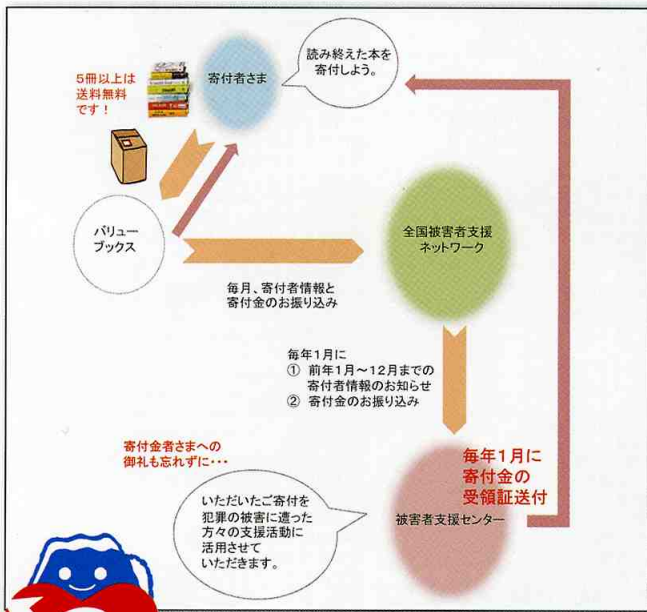 5冊以上は
送料無料
です！
寄付者さま
読み終えた本を
寄付しよう。
バリュー
ブックス
全国被害者支援
ネットワーク
毎月、寄付者情報と
寄付金のお振り込み
毎年1月に
① 前年1月～12月までの
寄付者情報のお知らせ
② 寄付金のお振り込み
寄付金者さまへの
御礼も忘れずに・・・
毎年1月に
寄付金の
受領証送付
いただいたご寄付を
犯罪の被害に遭った
方々の支援活動に
活用させて
いただきます。
被害者支援センター